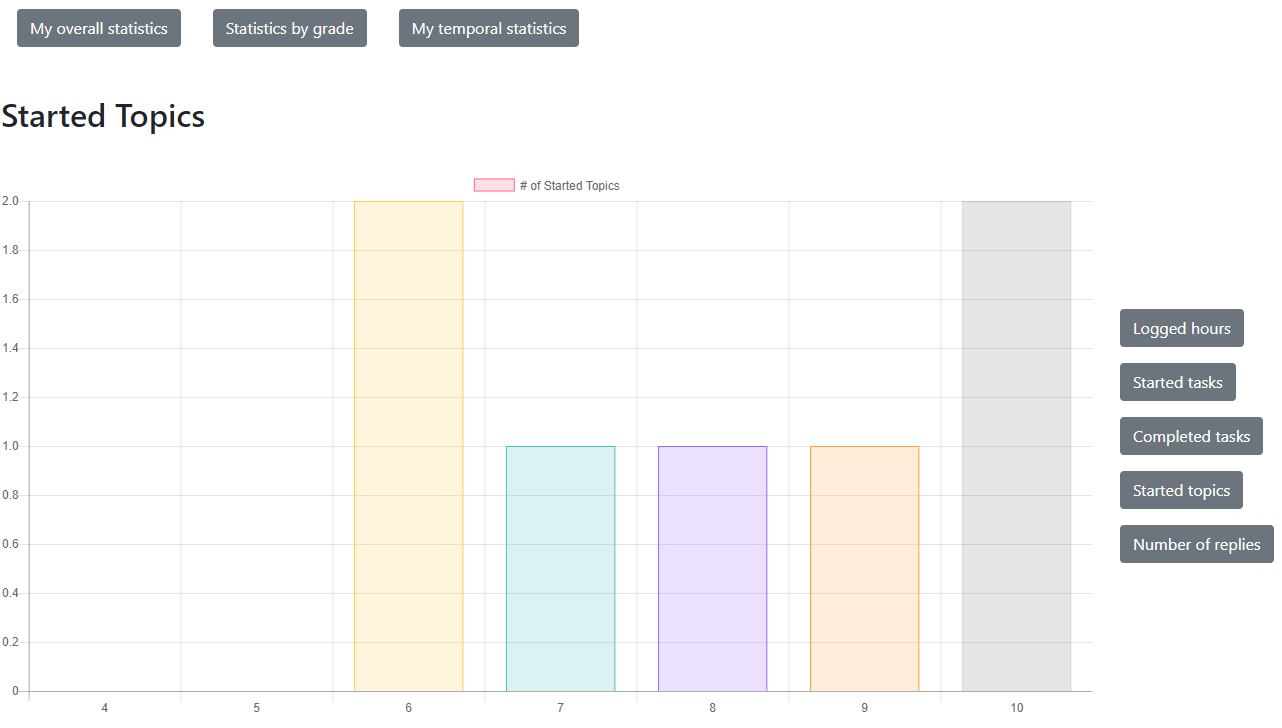 My overall statistics Statistics by grade My temporal statistics
Started Topics
# of Started Topics
2.0
1.8
1.6
1.4
1.2
1.0
0.8
0.6
0.4
0.2
0
4 5 6 7 8 9 10
Logged hours
Started tasks
Completed tasks
Started topics
Number of replies